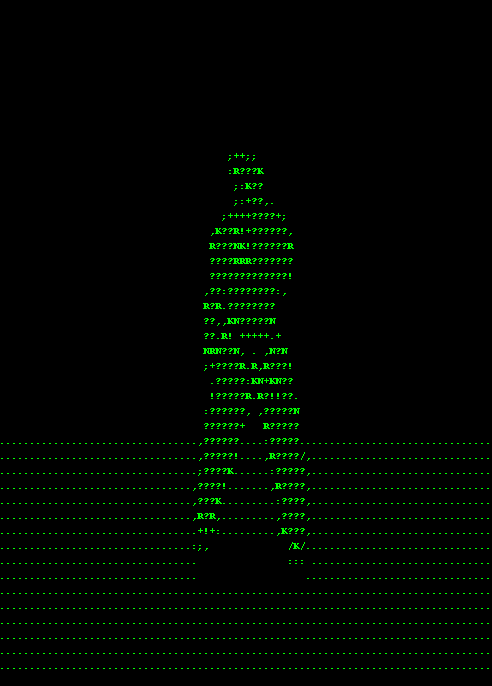 ;++;;
:R???K
;:K??
;:+??,.
;++++????+;
,K??R!+??????,
R???NK!??????R
????RRR???????
?????????????!
,??:????????:,
R?R.????????
??,,KN?????N
??.R! +++++.+
NRN??N, . ,N?N
;+????R.R,R???!
.?????:KN+KN??
!?????R.R?!!??.
:??????, ,?????N
??????+   R?????
.................................,??????....:?????................................
.................................,?????!....,R????/,..............................
.................................;????K......:?????,..............................
................................,????!.......,R????,..............................
................................,???K.........:????,..............................
................................,R?R,.........,????,..............................
................................+!+:..........,K???,..............................
................................:;,             /K/...............................
.................................               ::: ..............................
.................................                  ...............................
..................................................................................
..................................................................................
..................................................................................
..................................................................................
..................................................................................
..................................................................................